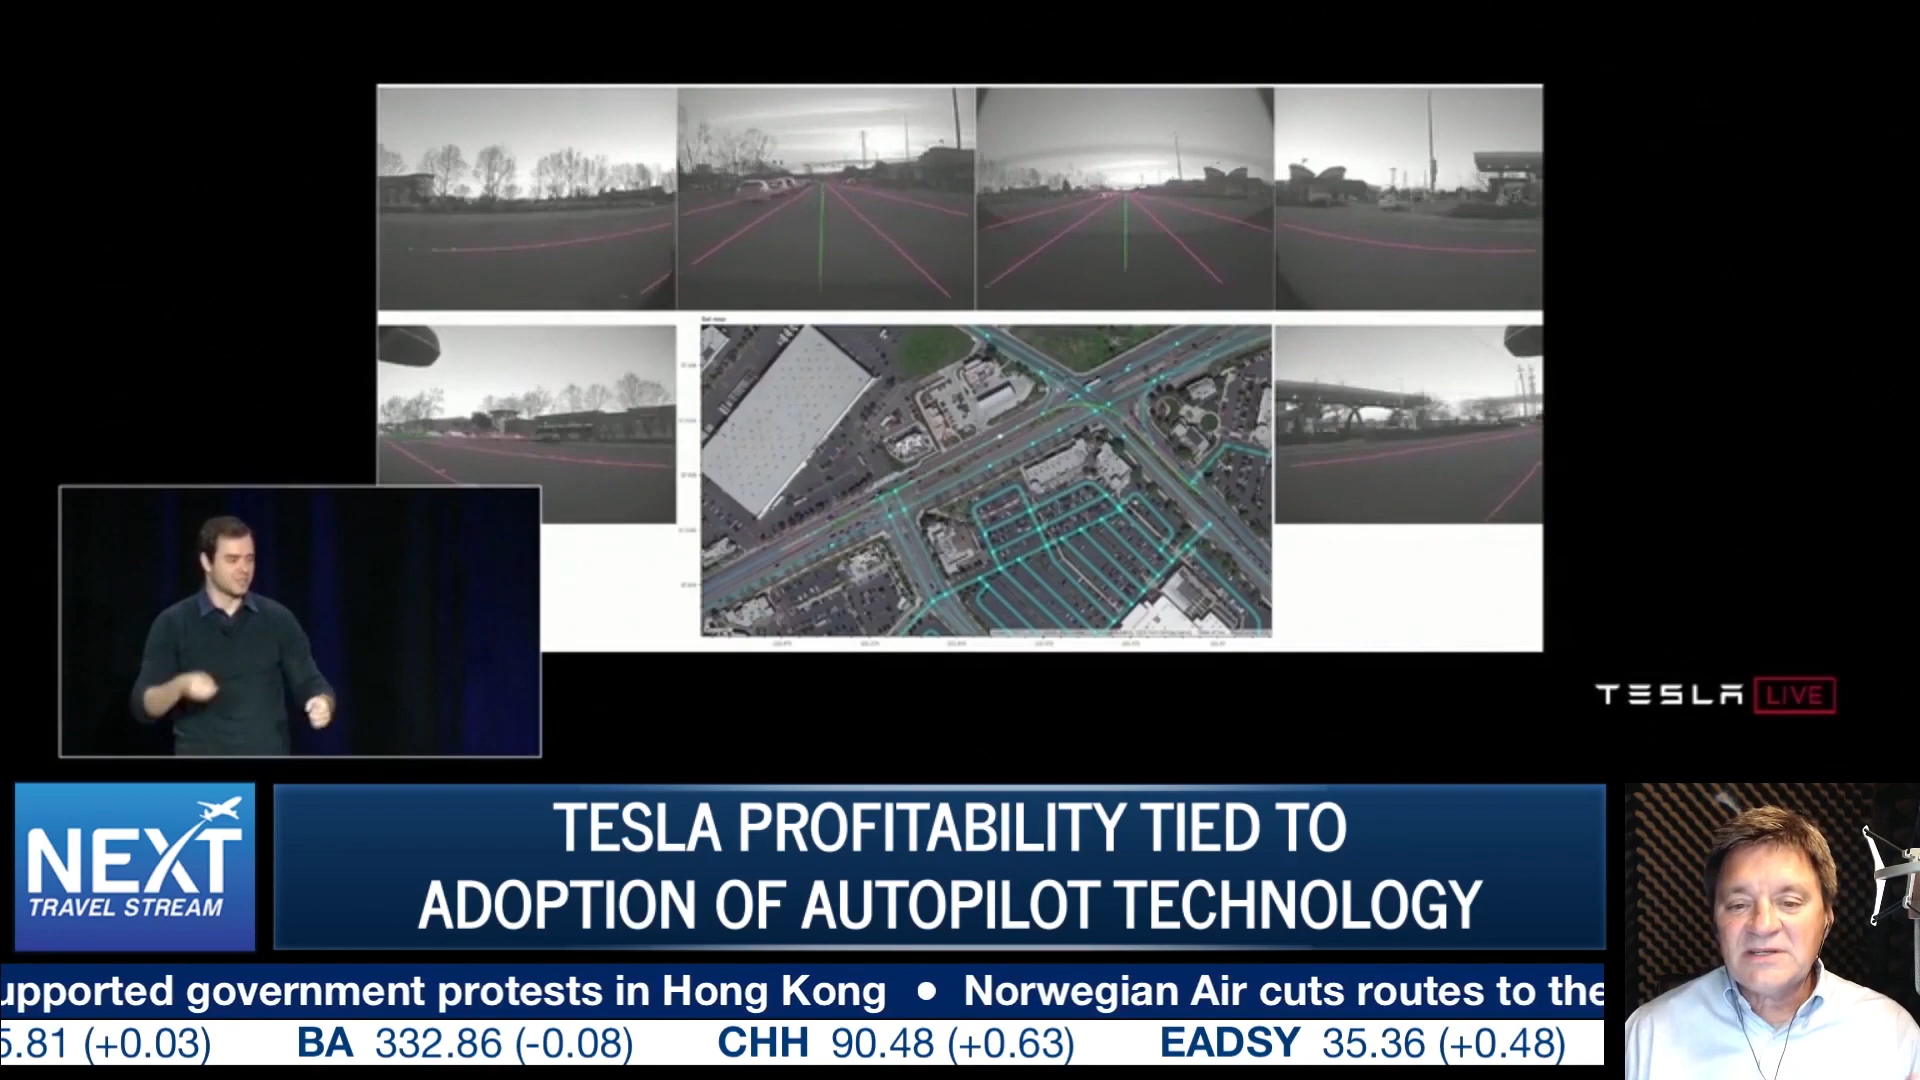 TESLA LIVE
NEXT
TRAVEL STREAM
TESLA PROFITABILITY TIED TO
ADOPTION OF AUTOPILOT TECHNOLOGY
upported government protests in Hong Kong • Norwegian Air cuts routes to the
5.81 (+0.03) BA 332.86 (-0.08) CHH 90.48 (+0.63) EADSY 35.36 (+0.48)